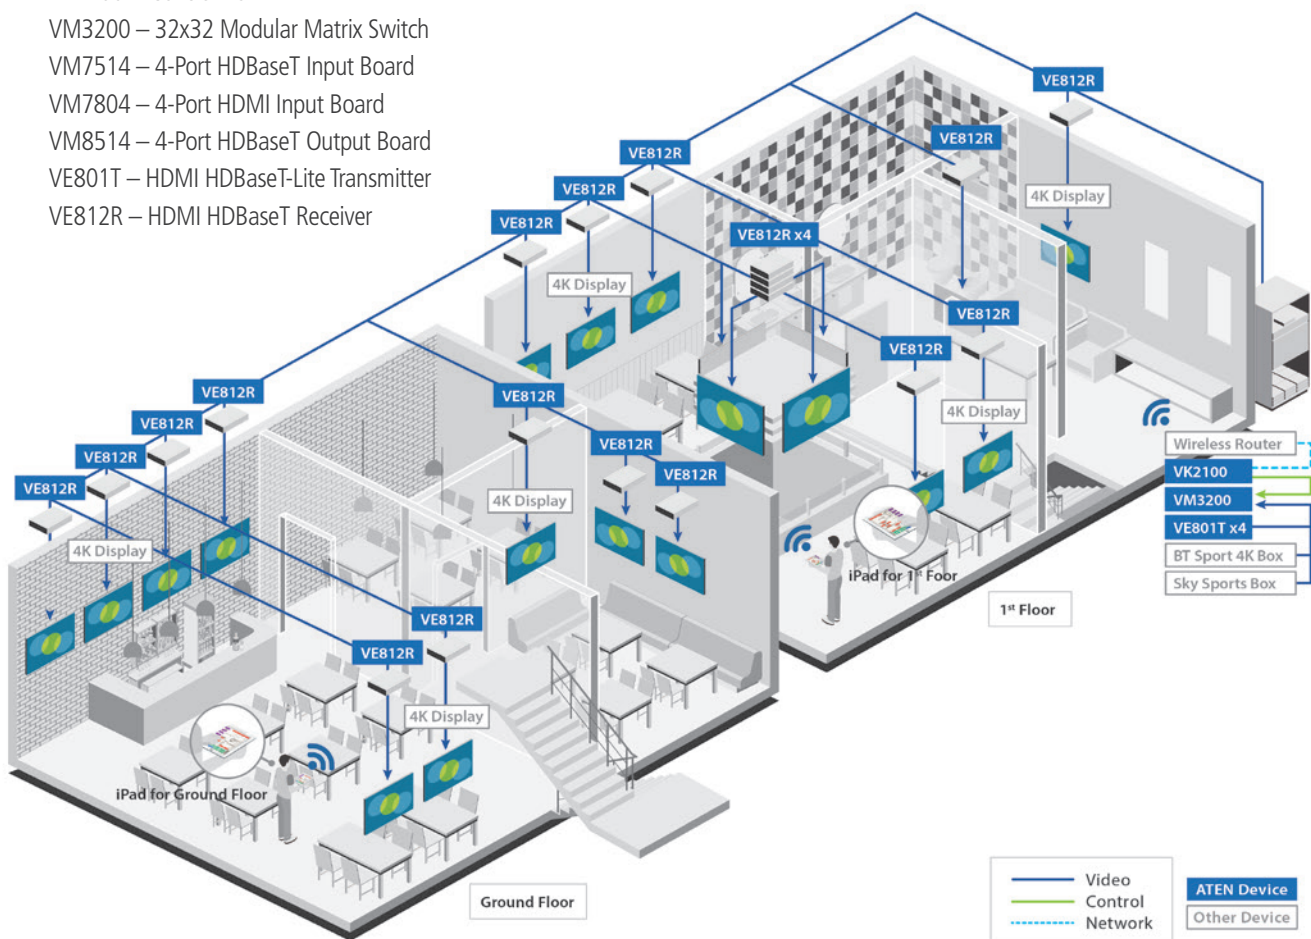 VM3200 – 32x32 Modular Matrix Switch
VM7514 – 4-Port HDBaseT Input Board
VM7804 – 4-Port HDMI Input Board
VM8514 – 4-Port HDBaseT Output Board
VE801T – HDMI HDBaseT-Lite Transmitter
VE812R – HDMI HDBaseT Receiver
VE812R
VE812R
VE812R
VE812R
VE812R
4K Display
VE812R x4
4K Display
VE812R
VE812R
VE812R
VE812R
4K Display
VE812R
VE812R
VE812R
VE812R
VE812R
VE812R
4K Display
4K Display
Wireless Router
VK2100
VM3200
VE801T x4
BT Sport 4K Box
Sky Sports Box
iPad for 1st Foor
1st Floor
VE812R
VE812R
4K Display
iPad for Ground Floor
Ground Floor
Video
Control
Network
ATEN Device
Other Device